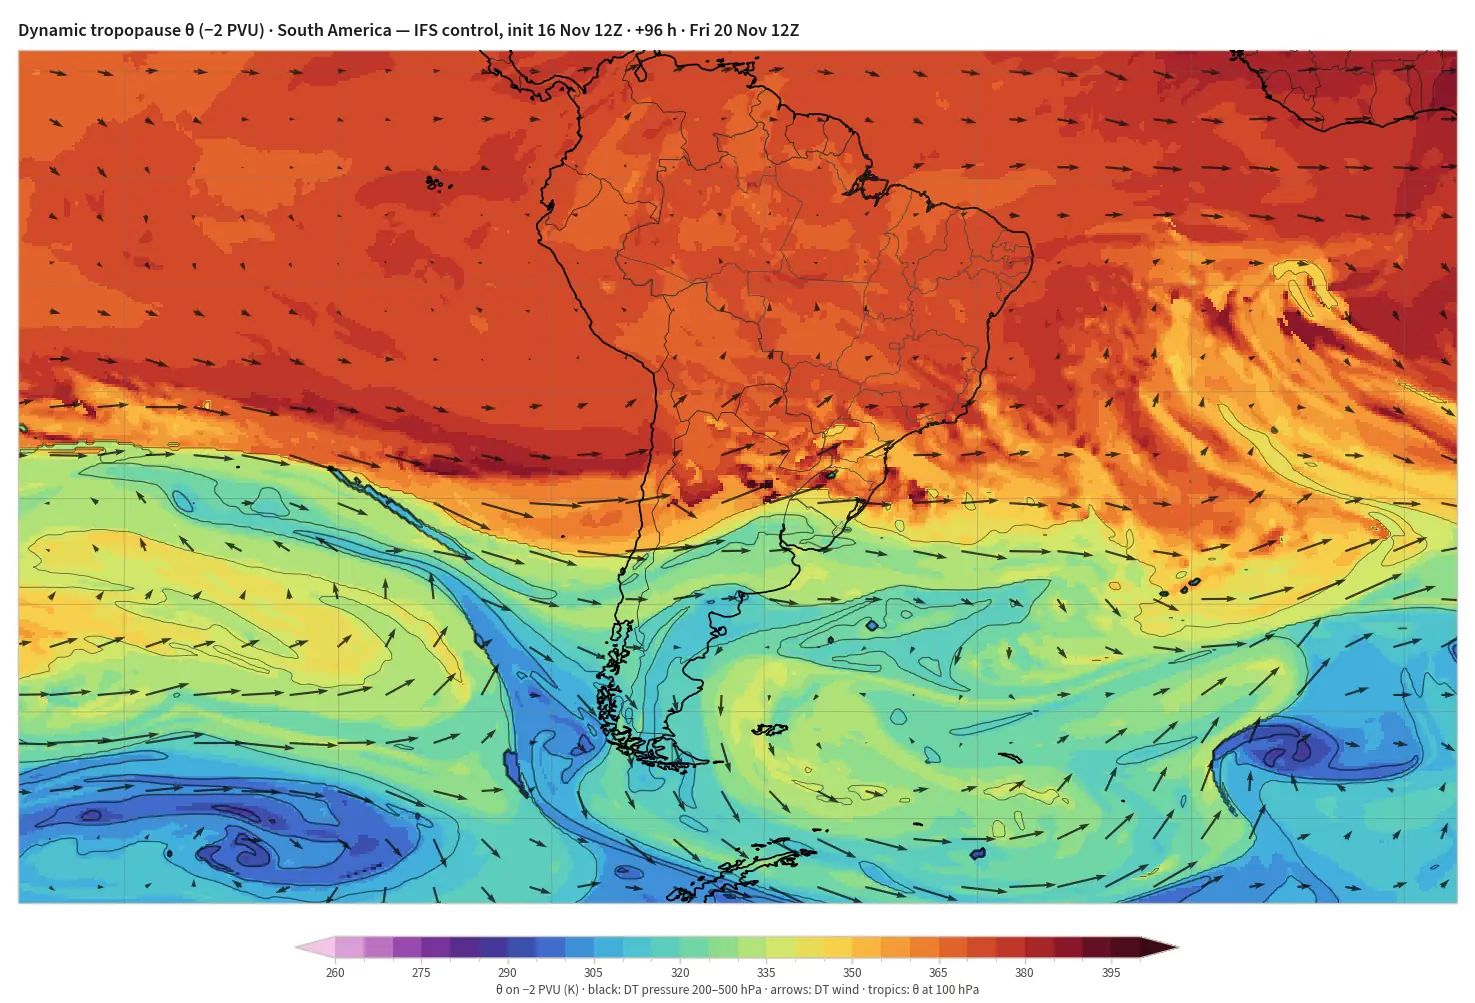 Dynamic tropopause θ (−2 PVU) · South America — IFS control, init 16 Nov 12Z · +96 h · Fri 20 Nov 12Z
260 275 290 305 320 335 350 365 380 395
θ on −2 PVU (K) · black: DT pressure 200–500 hPa · arrows: DT wind · tropics: θ at 100 hPa